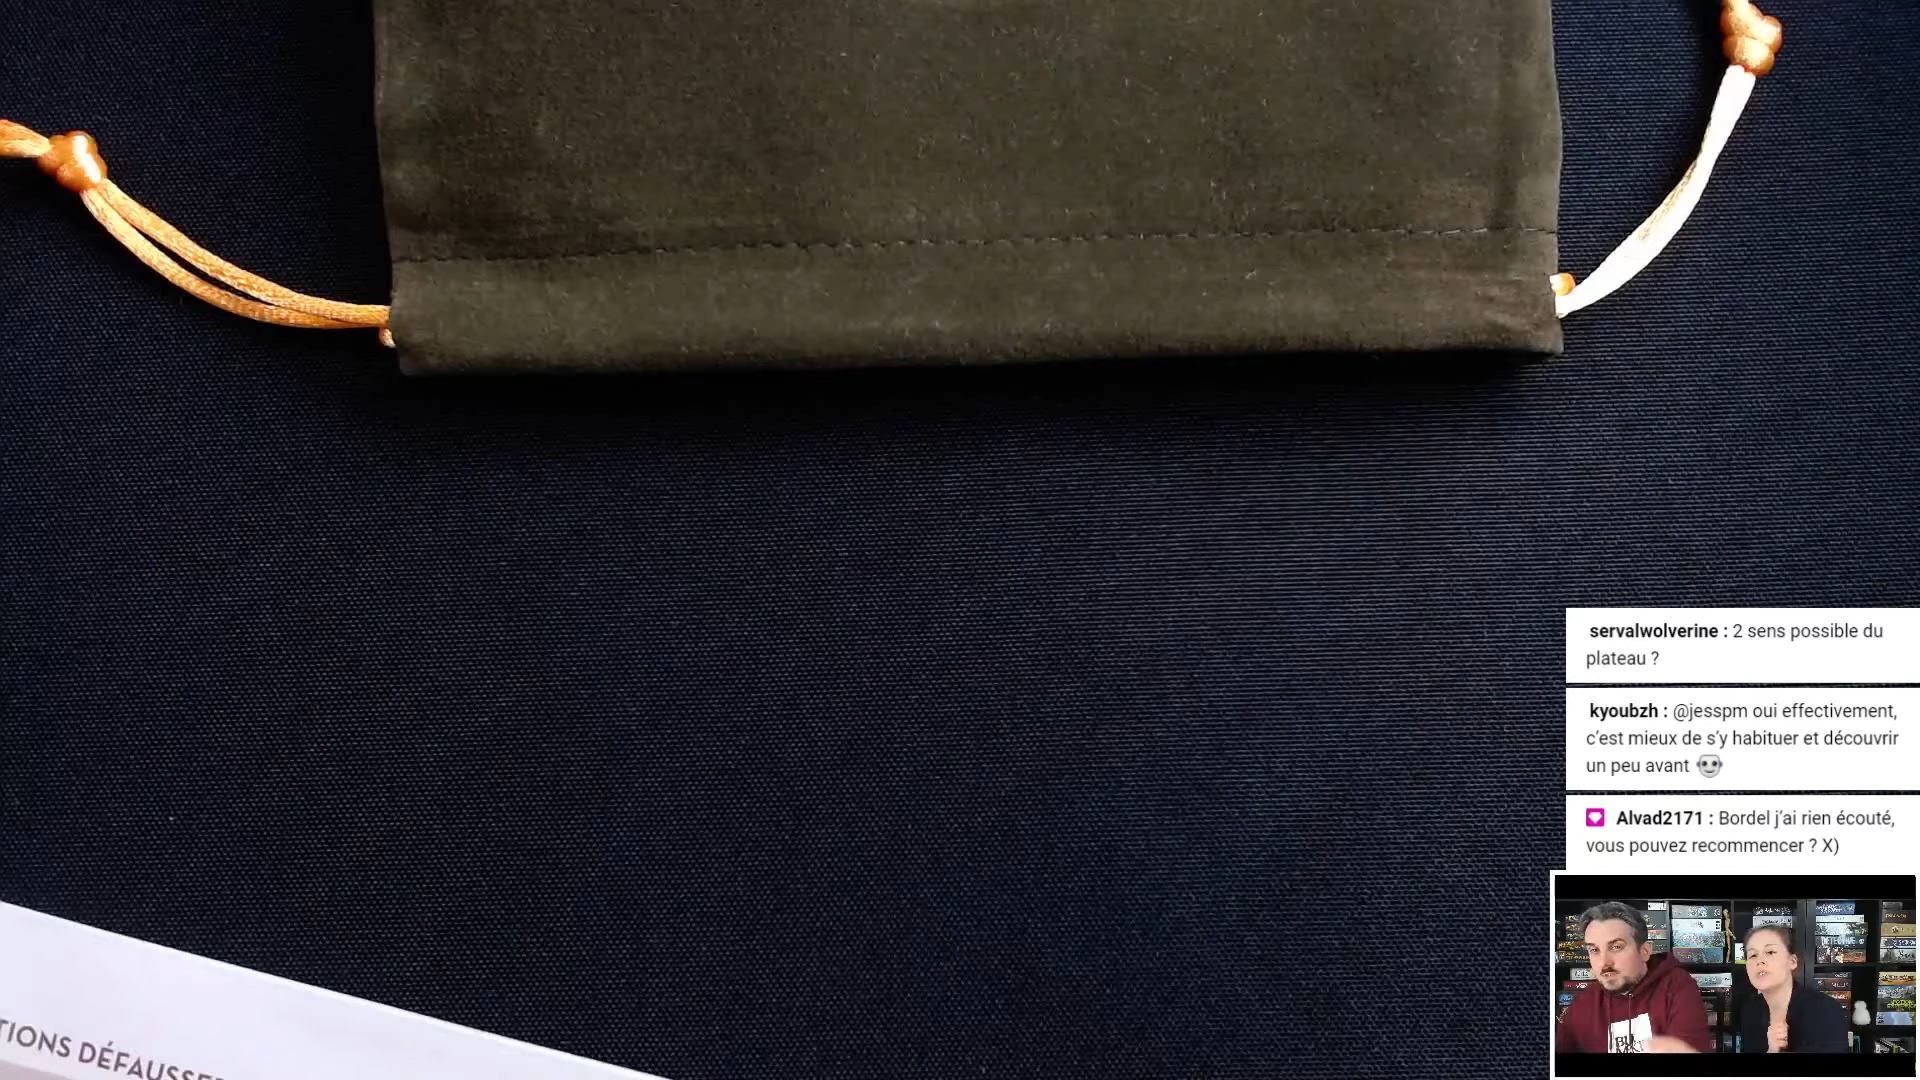 servalwolverine : 2 sens possible du
plateau ?
kyoubzh : @jesspm oui effectivement,
c’est mieux de s’y habituer et découvrir
un peu avant
Alvad2171 : Bordel j’ai rien écouté,
vous pouvez recommencer ? X)
TIONS DÉFAUSSE
DETECTIVE